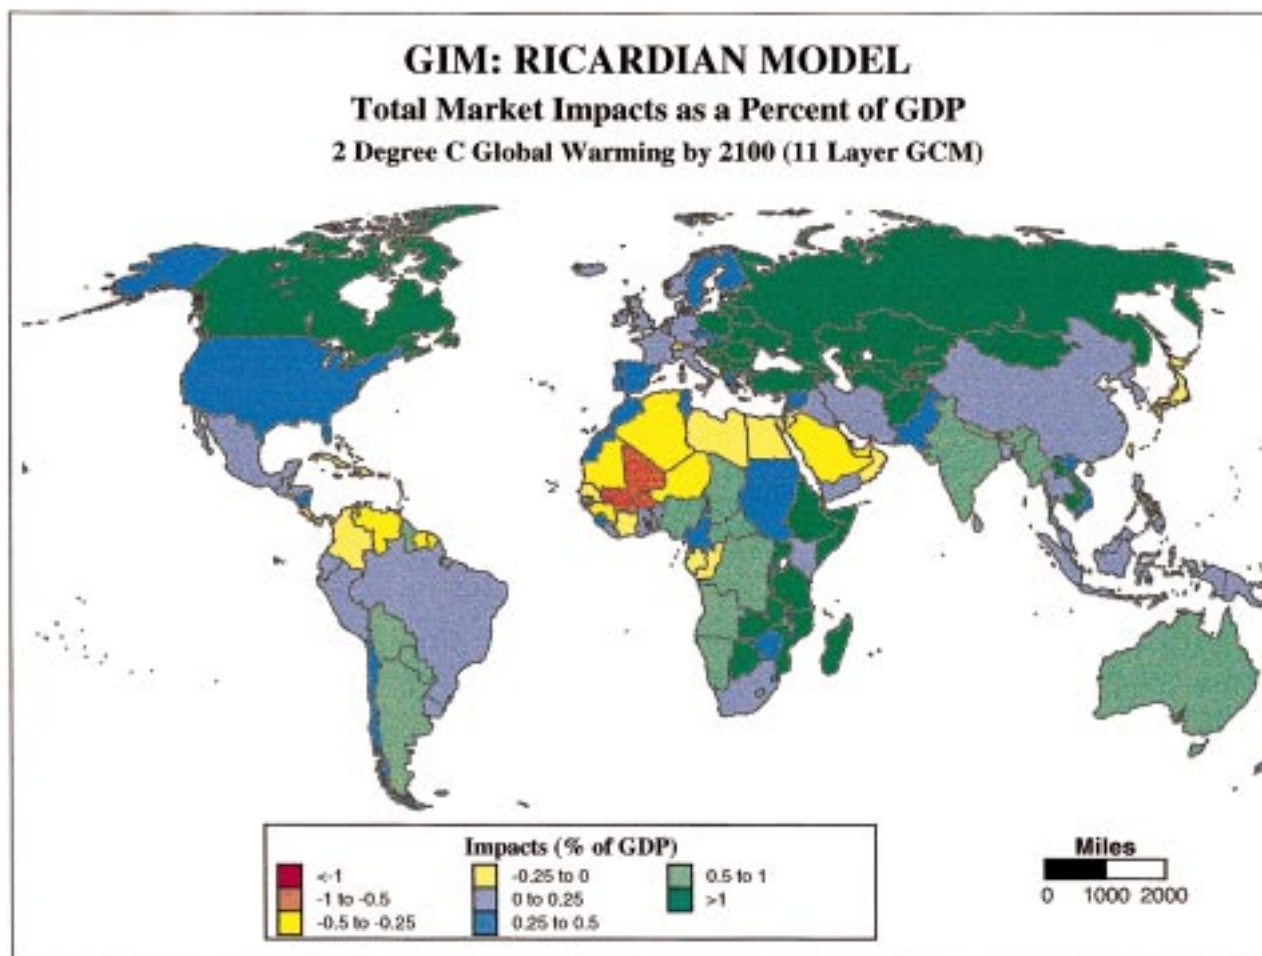 GIM: RICARDIAN MODEL
Total Market Impacts as a Percent of GDP
2 Degree C Global Warming by 2100 (11 Layer GCM)
Impacts (% of GDP)
<-1
-1 to -0.5
-0.5 to -0.25
-0.25 to 0
0 to 0.25
0.25 to 0.5
0.5 to 1
>1
Miles
0 1000 2000